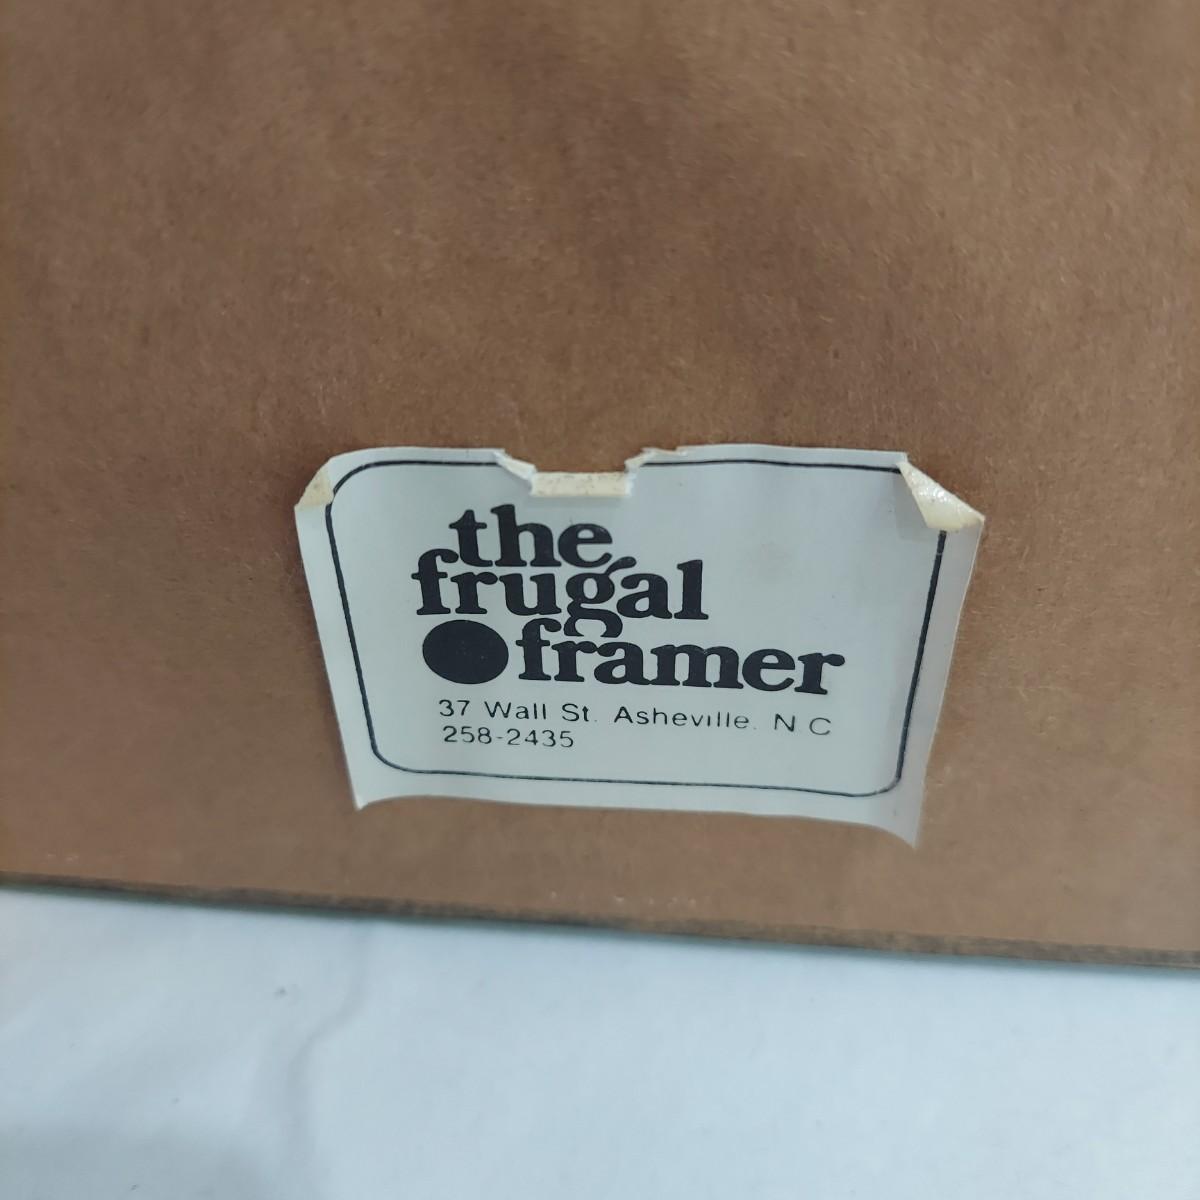 the
frugal
framer
37 Wall St. Asheville. N C
258-2435